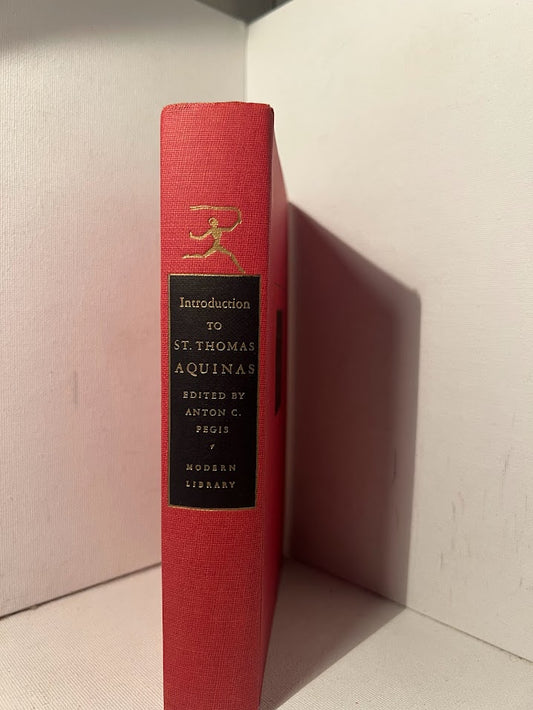 Introduction
TO
ST. THOMAS
AQUINAS
EDITED BY
ANTON C.
PEGIS
MODERN
LIBRARY